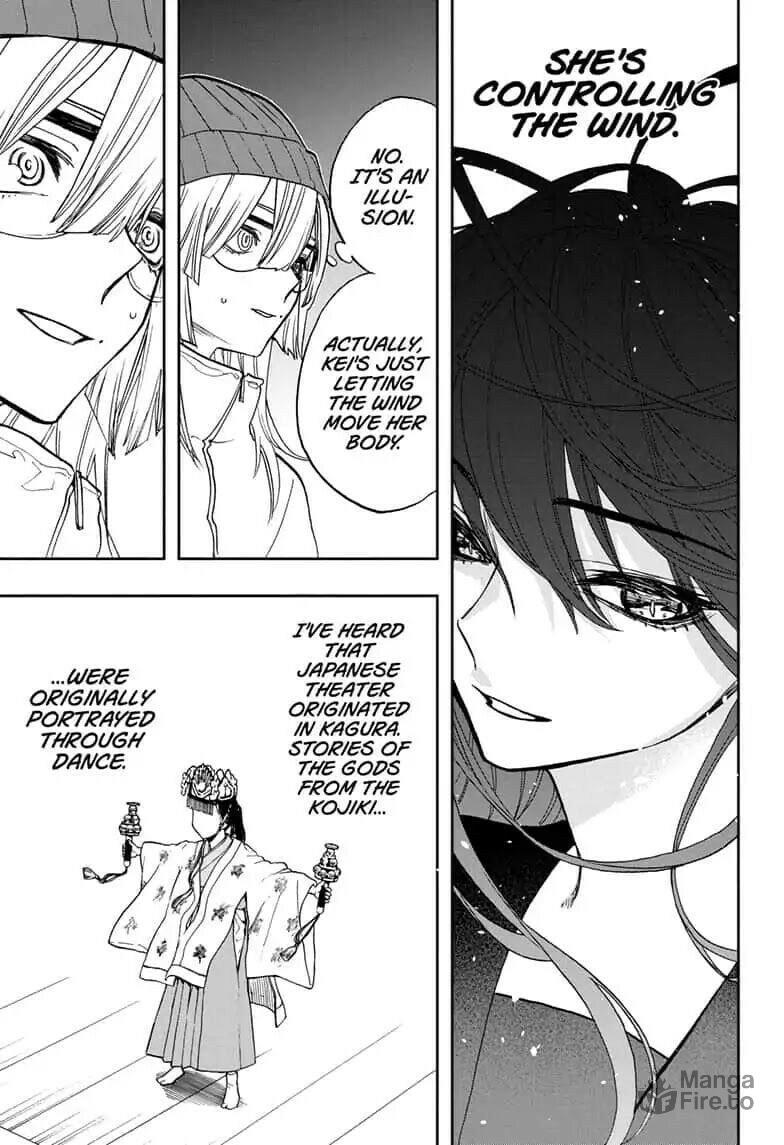 SHE'S
CONTROLLING
THE WIND.
NO.
IT'S AN
ILLU-
SION.
ACTUALLY,
KEI'S JUST
LETTING
THE WIND
MOVE HER
BODY.
I'VE HEARD
THAT
JAPANESE
THEATER
ORIGINATED
IN KAGURA.
STORIES OF
THE GODS
FROM THE
KOJIKI...
...WERE
ORIGINALLY
PORTRAYED
THROUGH
DANCE.
Manga
Fire.to